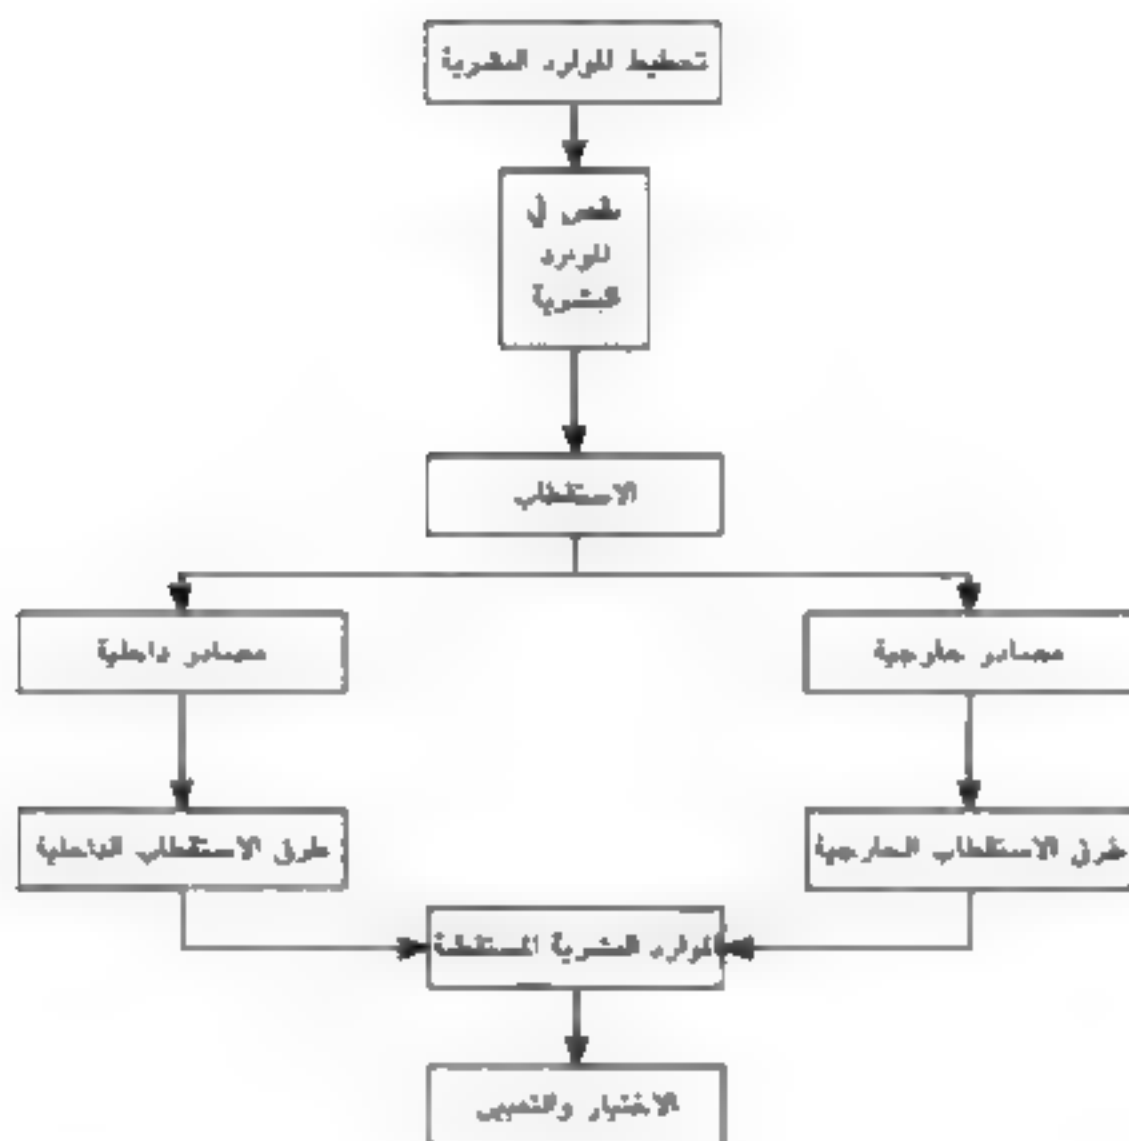 تخطيط الموارد البشرية
نقص في
الموارد
البشرية
الاستقطاب
مصادر خارجية
مصادر داخلية
طرق الاستقطاب الخارجية
طرق الاستقطاب الداخلية
الموارد البشرية المستقطبة
الاختيار والتعيين